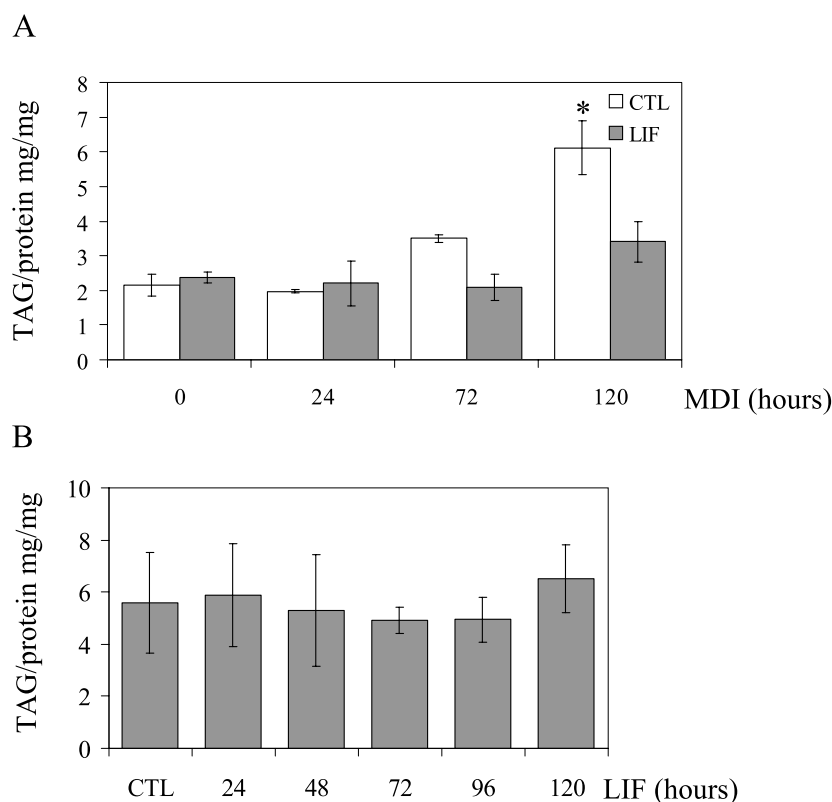 A
TAG/protein mg/mg
8
7
6
5
4
3
2
1
0
*
CTL
LIF
0 24 72 120 MDI (hours)
B
TAG/protein mg/mg
10
8
6
4
2
0
CTL 24 48 72 96 120 LIF (hours)